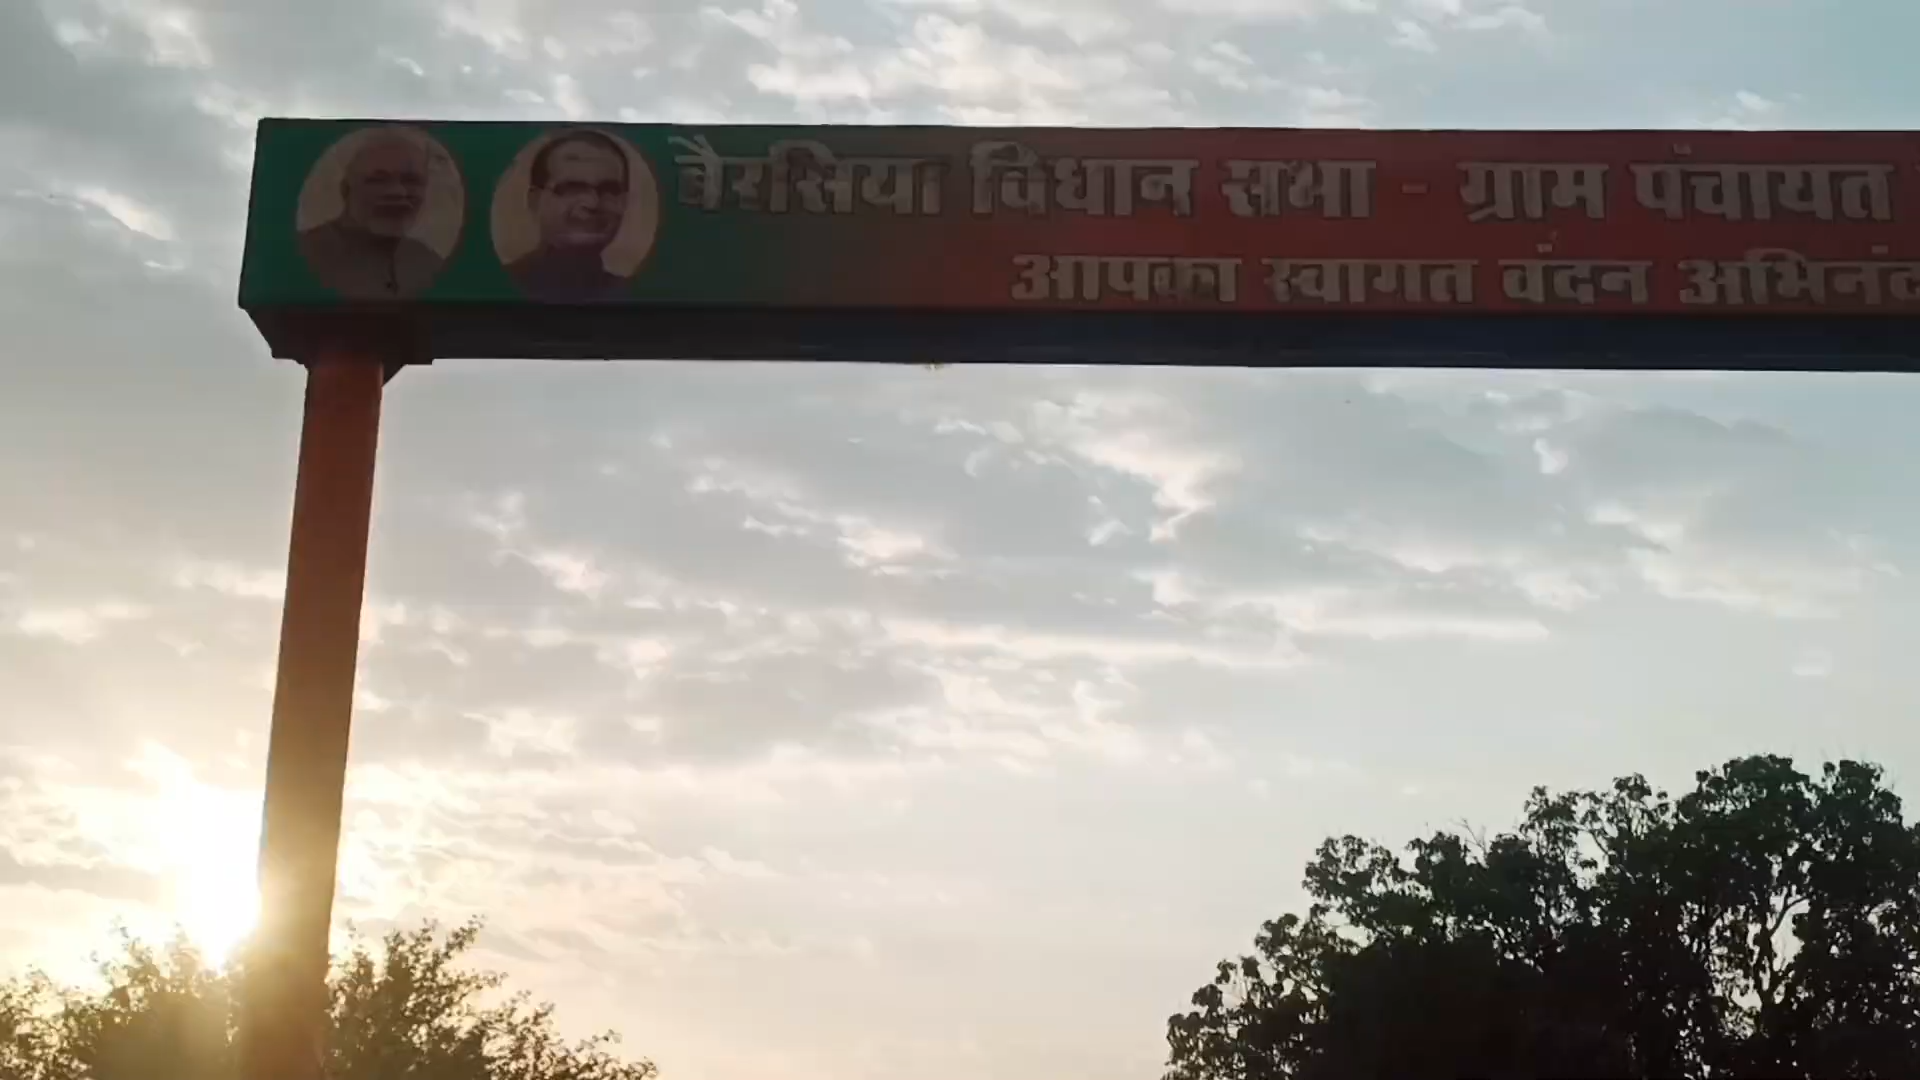 बैरसिया विधान सभा - ग्राम पंचायत
आपका स्वागत वंदन